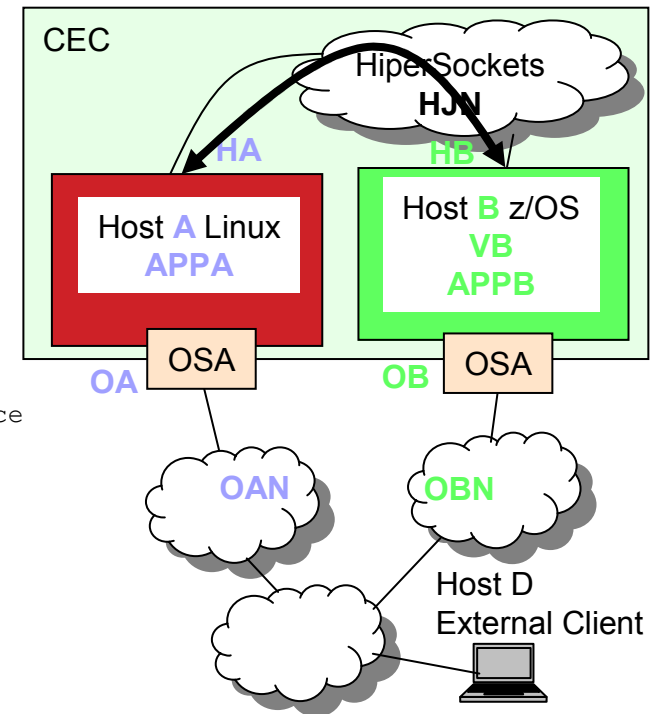 CEC
HiperSockets
HJN
HA
HB
Host A Linux
APPA
Host B z/OS
VB
APPB
OSA
OSA
OA
OB
ce
OAN
OBN
Host D
External Client